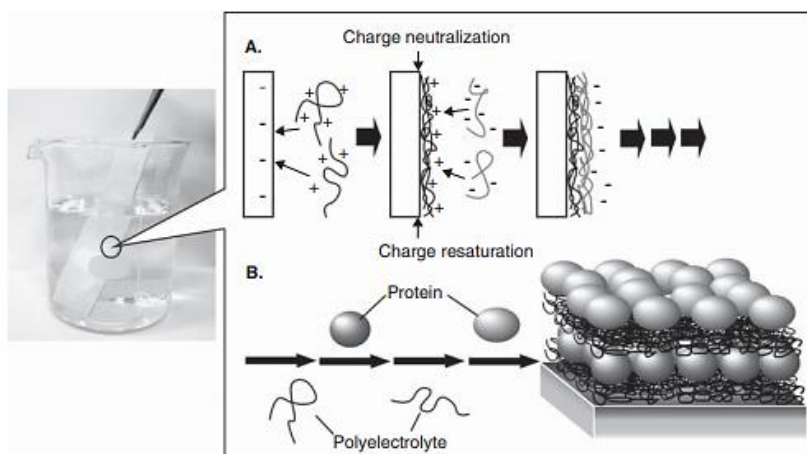 A.
Charge neutralization
Charge resaturation
B.
Protein
Polyelectrolyte